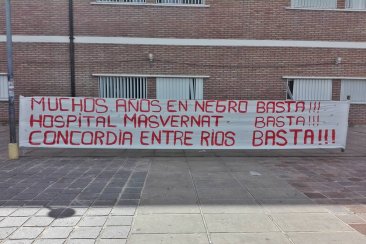 MUCHOS AÑOS EN NEGRO BASTA!!!
HOSPITAL MASVERNAT - BASTA!!!
CONCORDIA ENTRE RIOS BASTA!!!